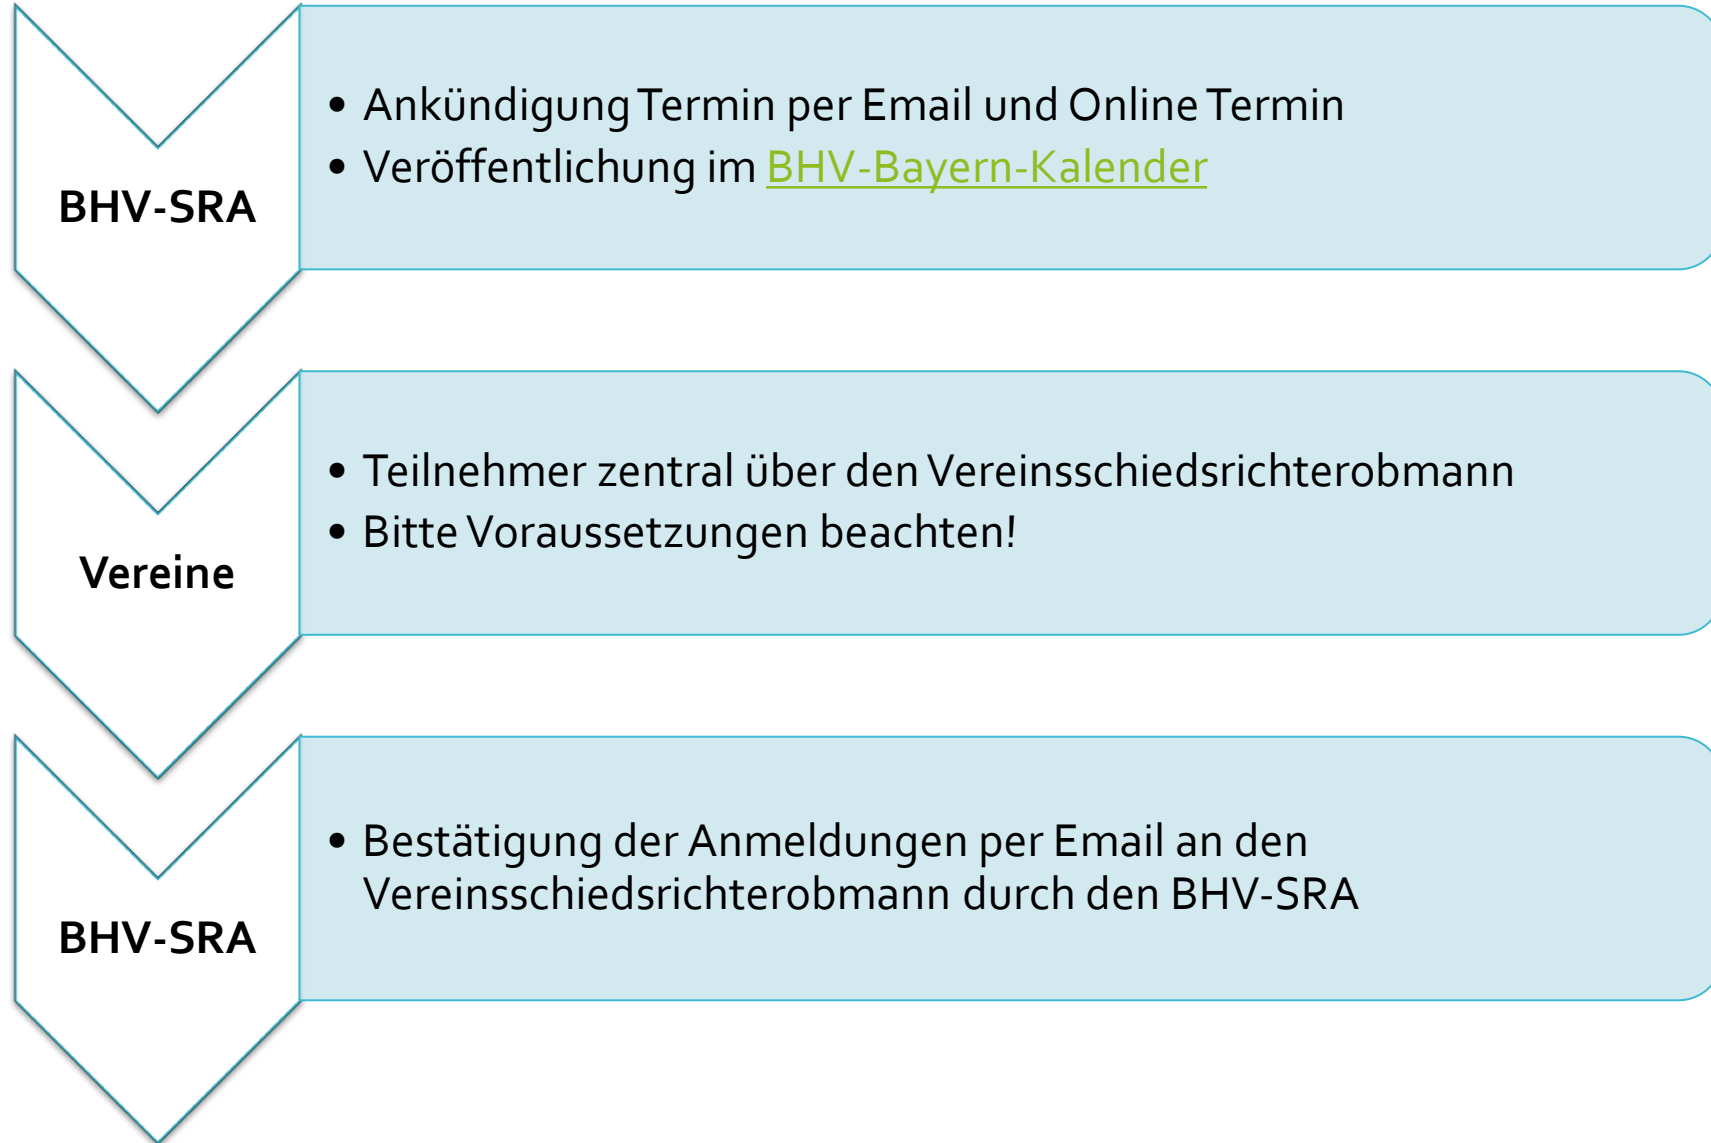 BHV-SRA
• Ankündigung Termin per Email und Online Termin
• Veröffentlichung im BHV-Bayern-Kalender
Vereine
• Teilnehmer zentral über den Vereinsschiedsrichterobmann
• Bitte Voraussetzungen beachten!
BHV-SRA
• Bestätigung der Anmeldungen per Email an den
Vereinsschiedsrichterobmann durch den BHV-SRA